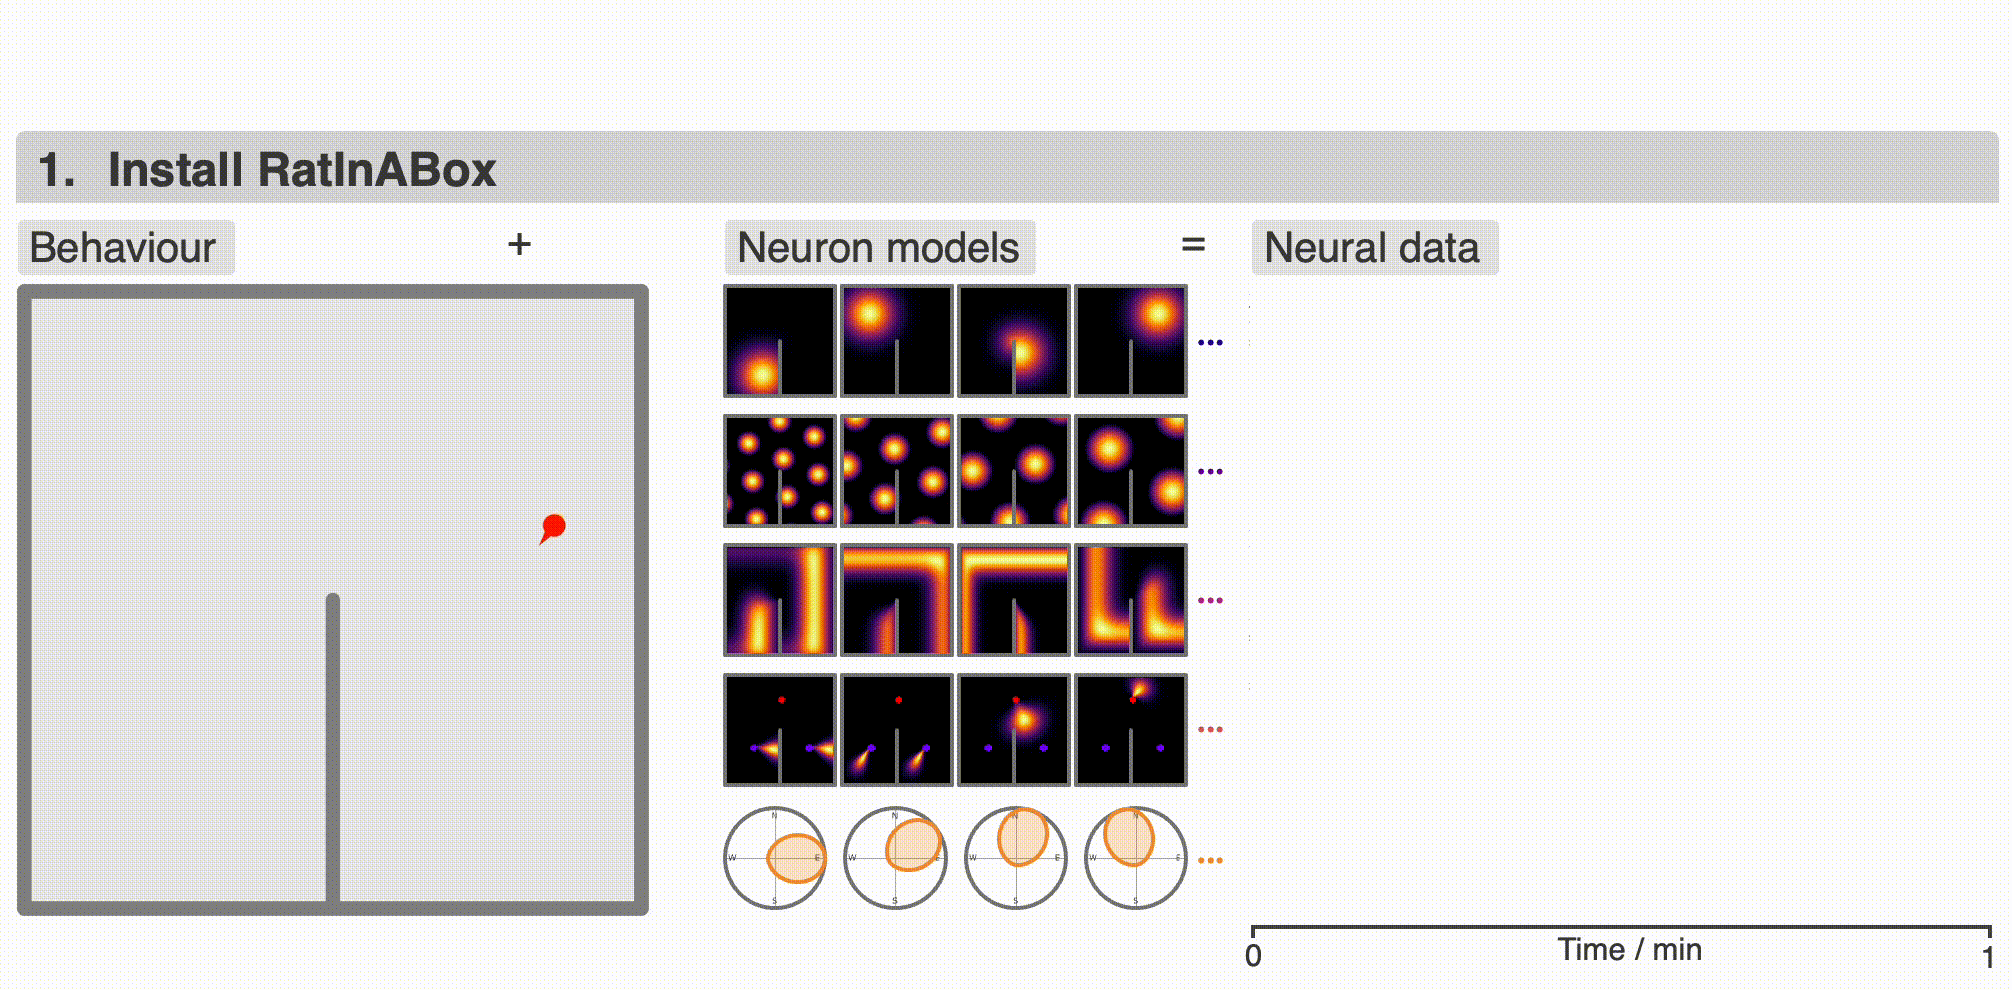 1. Install RatInABox
Behaviour + Neuron models = Neural data
... 
...
...
...
N N N N
W E W E W E W E
S S S S
...
0 Time / min 1